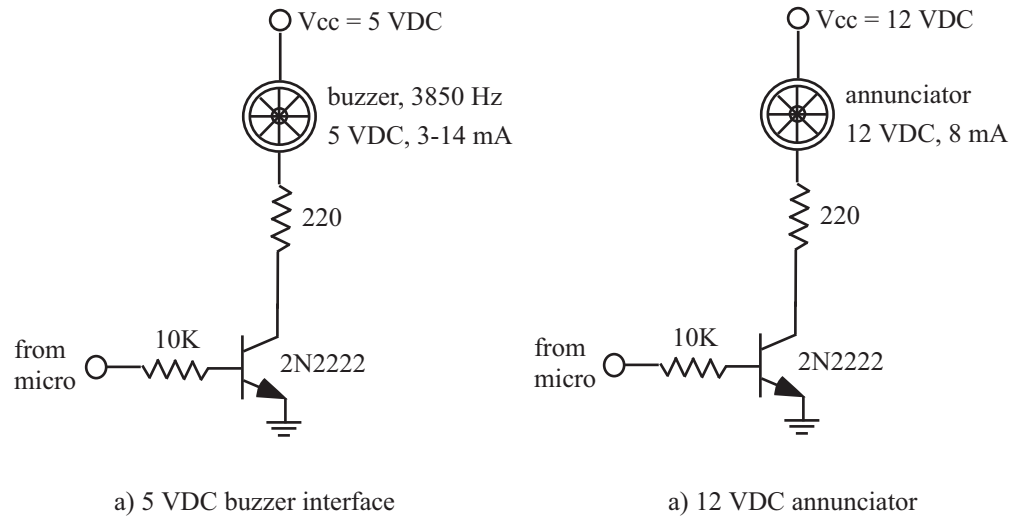 Vcc = 5 VDC
buzzer, 3850 Hz
5 VDC, 3-14 mA
220
10K
from
micro
2N2222
a) 5 VDC buzzer interface
Vcc = 12 VDC
annunciator
12 VDC, 8 mA
220
10K
from
micro
2N2222
a) 12 VDC annunciator